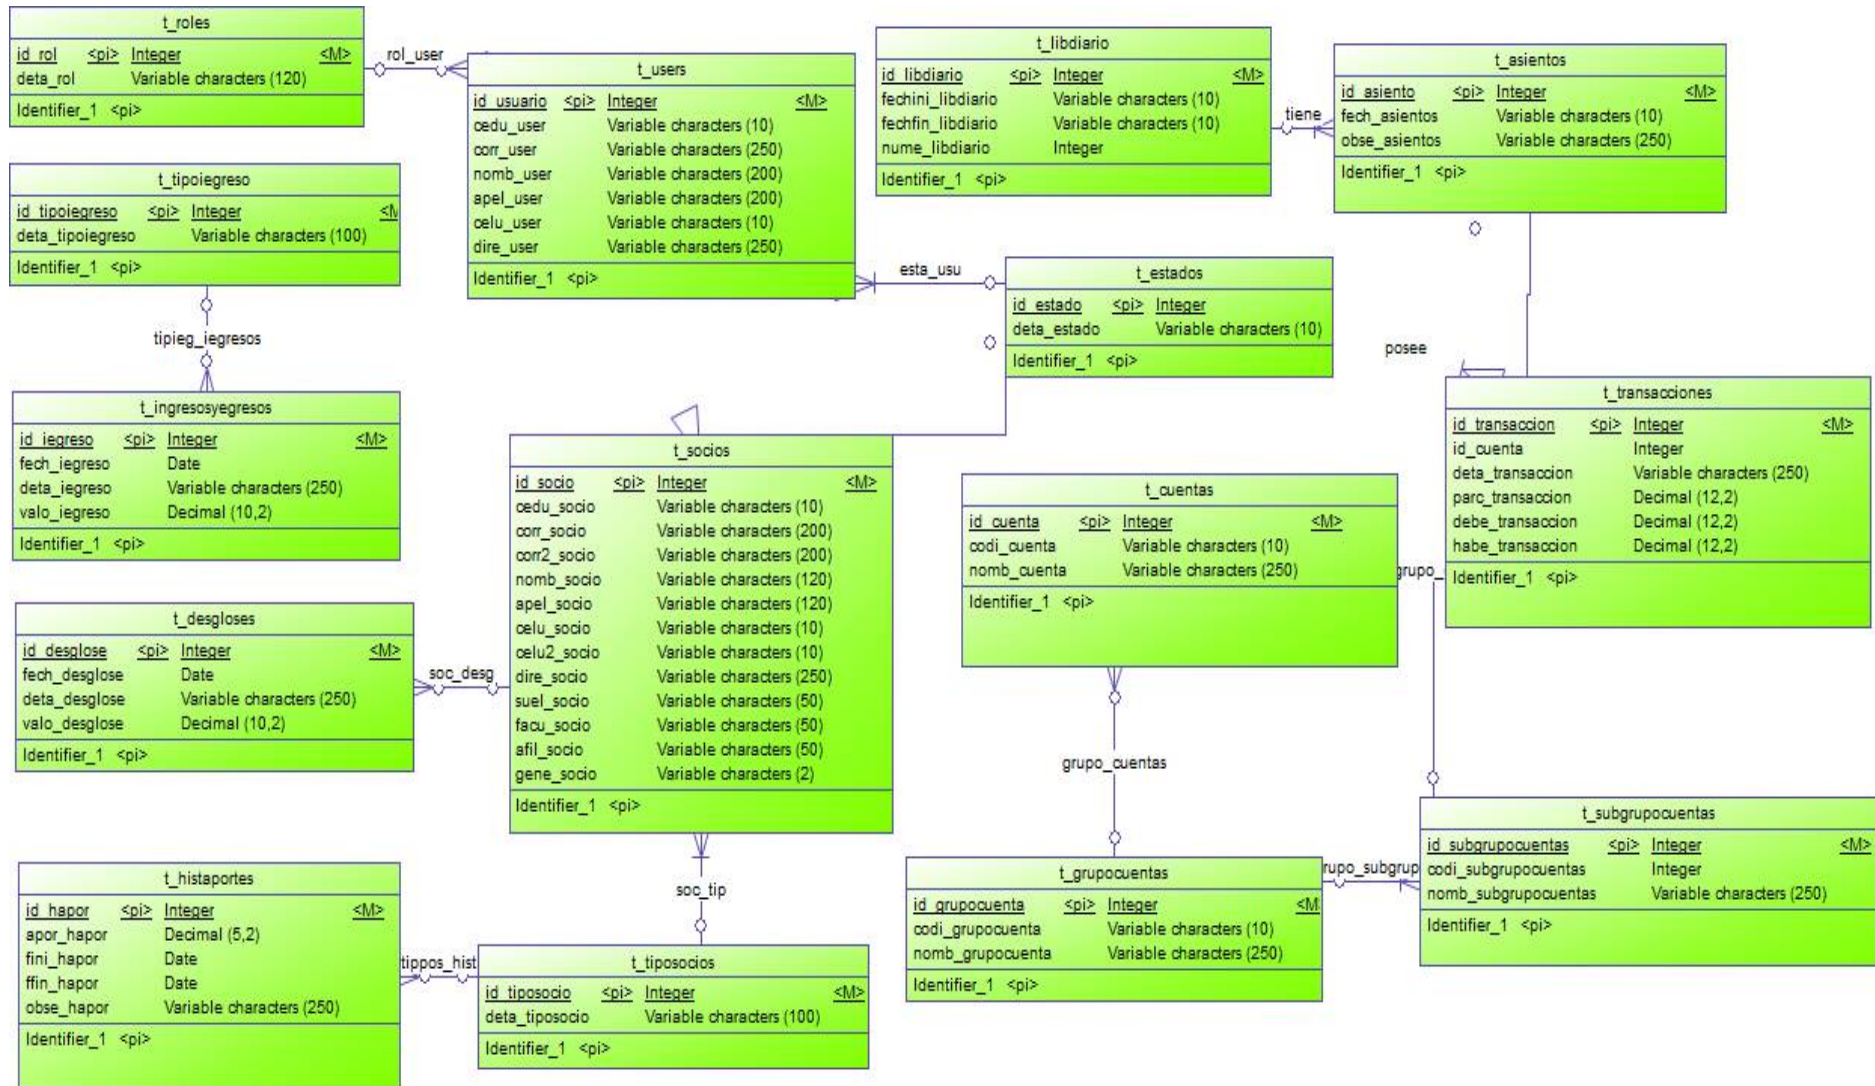 t_roles
id_rol <pi> Integer <M>
deta_rol Variable characters (120)
Identifier_1 <pi>
rol_user
t_users
id_usuario <pi> Integer <M>
cedu_user Variable characters (10)
corr_user Variable characters (250)
nomb_user Variable characters (200)
apel_user Variable characters (200)
celu_user Variable characters (10)
dire_user Variable characters (250)
Identifier_1 <pi>
t_libdiario
id_libdiario <pi> Integer <M>
fechini_libdiario Variable characters (10)
fechfin_libdiario Variable characters (10)
nume_libdiario Integer
Identifier_1 <pi>
tiene
t_asientos
id_asiento <pi> Integer <M>
fech_asientos Variable characters (10)
obse_asientos Variable characters (250)
Identifier_1 <pi>
t_tipoiegreso
id_tipoiegreso <pi> Integer <M
deta_tipoiegreso Variable characters (100)
Identifier_1 <pi>
esta_usu
t_estados
id_estado <pi> Integer
deta_estado Variable characters (10)
Identifier_1 <pi>
tipieg_iegresos
posee
t_ingresosyegresos
id_iegreso <pi> Integer <M>
fech_iegreso Date
deta_iegreso Variable characters (250)
valo_iegreso Decimal (10,2)
Identifier_1 <pi>
t_transacciones
id_transaccion <pi> Integer <M>
id_cuenta Integer
deta_transaccion Variable characters (250)
parc_transaccion Decimal (12,2)
debe_transaccion Decimal (12,2)
habe_transaccion Decimal (12,2)
Identifier_1 <pi>
t_socios
id_socio <pi> Integer <M>
cedu_socio Variable characters (10)
corr_socio Variable characters (200)
corr2_socio Variable characters (200)
nomb_socio Variable characters (120)
apel_socio Variable characters (120)
celu_socio Variable characters (10)
celu2_socio Variable characters (10)
dire_socio Variable characters (250)
suel_socio Variable characters (50)
facu_socio Variable characters (50)
afil_socio Variable characters (50)
gene_socio Variable characters (2)
Identifier_1 <pi>
t_cuentas
id_cuenta <pi> Integer <M>
codi_cuenta Variable characters (10)
nomb_cuenta Variable characters (250)
Identifier_1 <pi>
grupo_
t_desgloses
id_desglose <pi> Integer <M>
fech_desglose Date
deta_desglose Variable characters (250)
valo_desglose Decimal (10,2)
Identifier_1 <pi>
soc_desg
grupo_cuentas
t_subgrupocuentas
id_subgrupocuentas <pi> Integer <M>
codi_subgrupocuentas Integer
nomb_subgrupocuentas Variable characters (250)
Identifier_1 <pi>
t_grupocuentas
id_grupocuenta <pi> Integer <M
codi_grupocuenta Variable characters (10)
nomb_grupocuenta Variable characters (250)
Identifier_1 <pi>
rupo_subgrup
t_histaportes
id_hapor <pi> Integer <M>
apor_hapor Decimal (5,2)
fini_hapor Date
ffin_hapor Date
obse_hapor Variable characters (250)
Identifier_1 <pi>
soc_tip
tippos_hist
t_tiposocios
id_tiposocio <pi> Integer <M>
deta_tiposocio Variable characters (100)
Identifier_1 <pi>